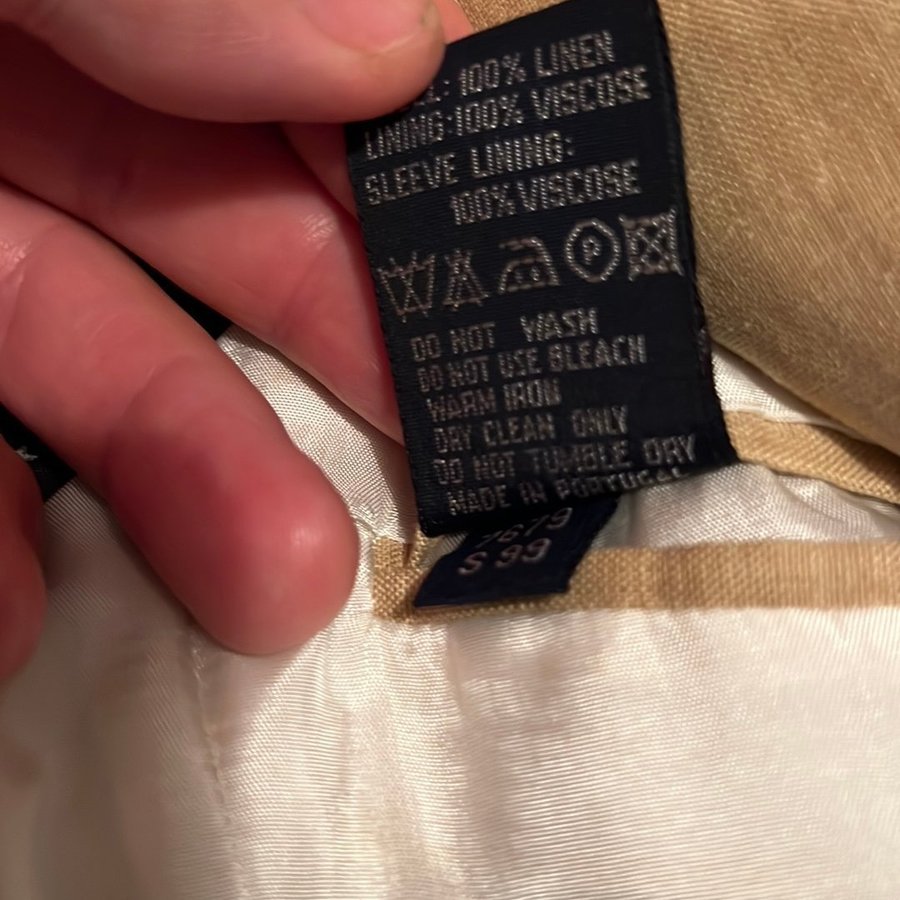 : 100% LINEN
LINING:100% VISCOSE
SLEEVE LINING:
100% VISCOSE
P
DO NOT WASH
DO NOT USE BLEACH
WARM IRON
DRY CLEAN ONLY
DO NOT TUMBLE DRY
MADE IN PORTUGAL
7679
S 99